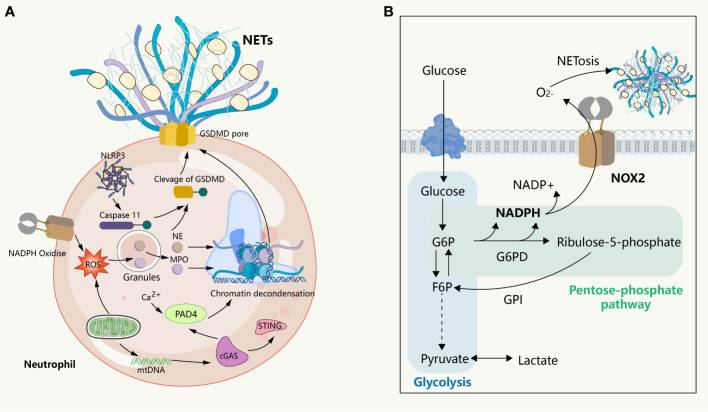 A
NETs
GSDMD pore
NLRP3
Clevage of GSDMD
Caspase 11
NADPH Oxidise
ROS
NE
MPO
Granules
Chromatin decondensation
Ca2+
PAD4
STING
cGAS
mtDNA
Neutrophil
B
NETosis
Glucose
O2-
NOX2
Glucose
NADP+
NADPH
G6P
Ribulose-5-phosphate
G6PD
F6P
GPI
Pentose-phosphate
pathway
Pyruvate
Lactate
Glycolysis